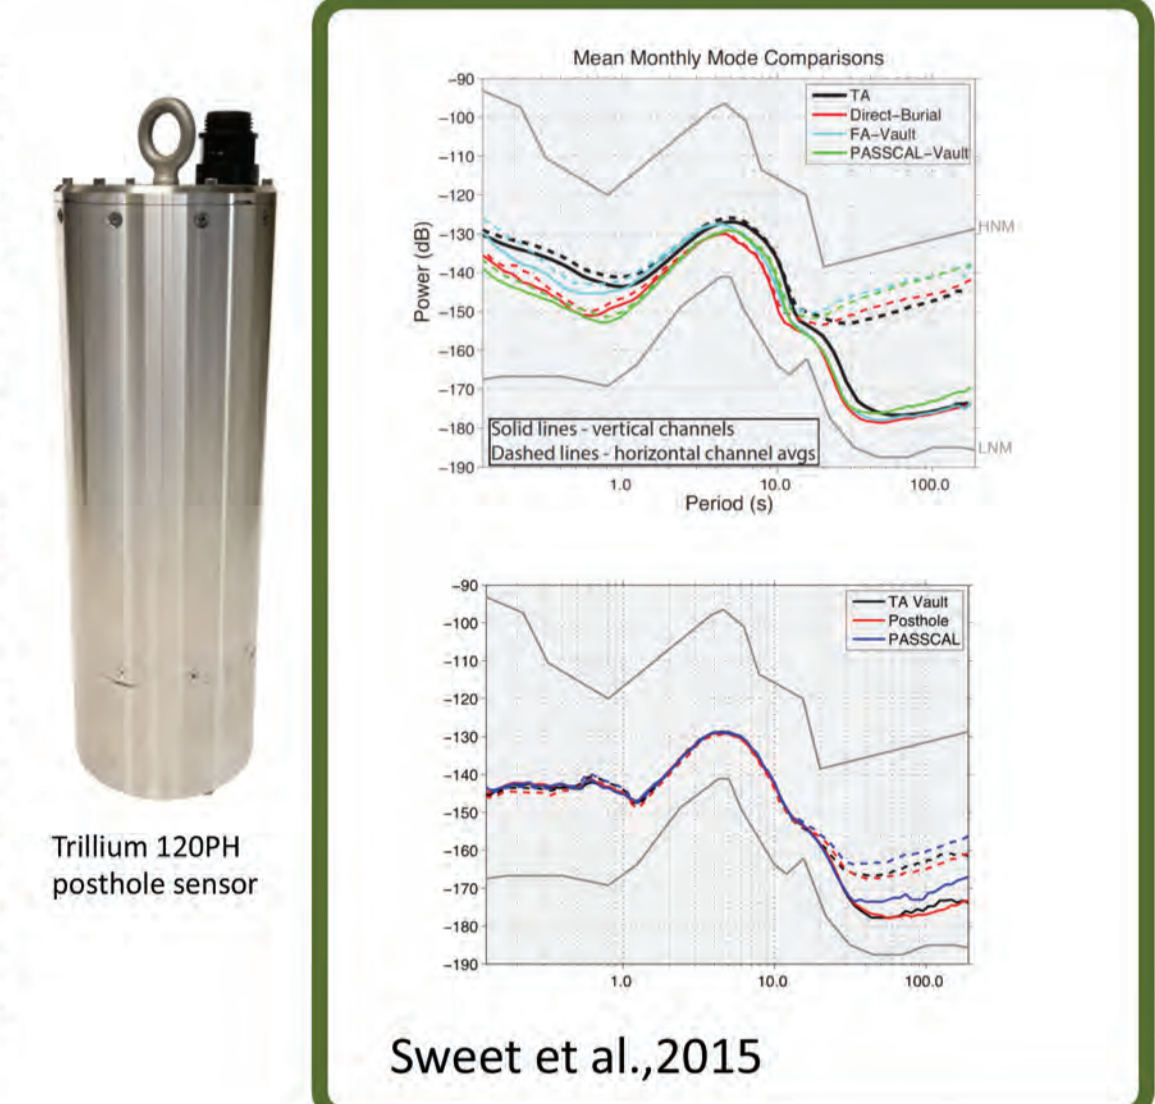 Trillium 120PH
posthole sensor
Mean Monthly Mode Comparisons
−90
−100
−110
−120
−130
−140
−150
−160
−170
−180
−190
Power (dB)
TA
Direct−Burial
FA−Vault
PASSCAL−Vault
HNM
LNM
Solid lines - vertical channels
Dashed lines - horizontal channel avgs
1.0 10.0 100.0
Period (s)
−90
−100
−110
−120
−130
−140
−150
−160
−170
−180
−190
TA Vault
Posthole
PASSCAL
1.0 10.0 100.0
Sweet et al.,2015